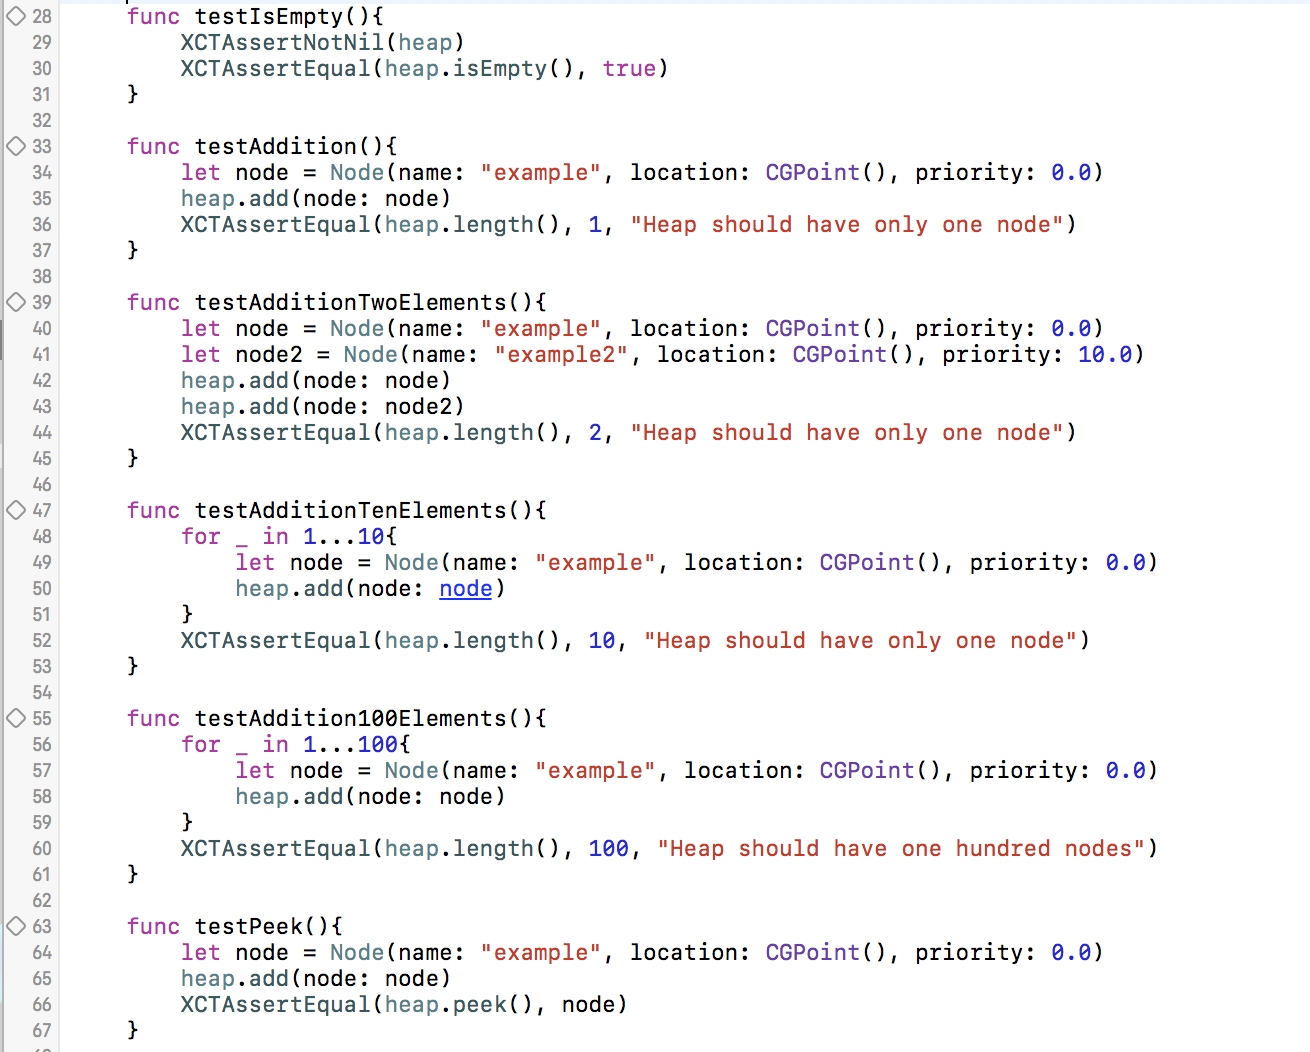 28 func testIsEmpty(){
29 XCTAssertNotNil(heap)
30 XCTAssertEqual(heap.isEmpty(), true)
31 }
32
33 func testAddition(){
34 let node = Node(name: "example", location: CGPoint(), priority: 0.0)
35 heap.add(node: node)
36 XCTAssertEqual(heap.length(), 1, "Heap should have only one node")
37 }
38
39 func testAdditionTwoElements(){
40 let node = Node(name: "example", location: CGPoint(), priority: 0.0)
41 let node2 = Node(name: "example2", location: CGPoint(), priority: 10.0)
42 heap.add(node: node)
43 heap.add(node: node2)
44 XCTAssertEqual(heap.length(), 2, "Heap should have only one node")
45 }
46
47 func testAdditionTenElements(){
48 for _ in 1...10{
49 let node = Node(name: "example", location: CGPoint(), priority: 0.0)
50 heap.add(node: node)
51 }
52 XCTAssertEqual(heap.length(), 10, "Heap should have only one node")
53 }
54
55 func testAddition100Elements(){
56 for _ in 1...100{
57 let node = Node(name: "example", location: CGPoint(), priority: 0.0)
58 heap.add(node: node)
59 }
60 XCTAssertEqual(heap.length(), 100, "Heap should have one hundred nodes")
61 }
62
63 func testPeek(){
64 let node = Node(name: "example", location: CGPoint(), priority: 0.0)
65 heap.add(node: node)
66 XCTAssertEqual(heap.peek(), node)
67 }